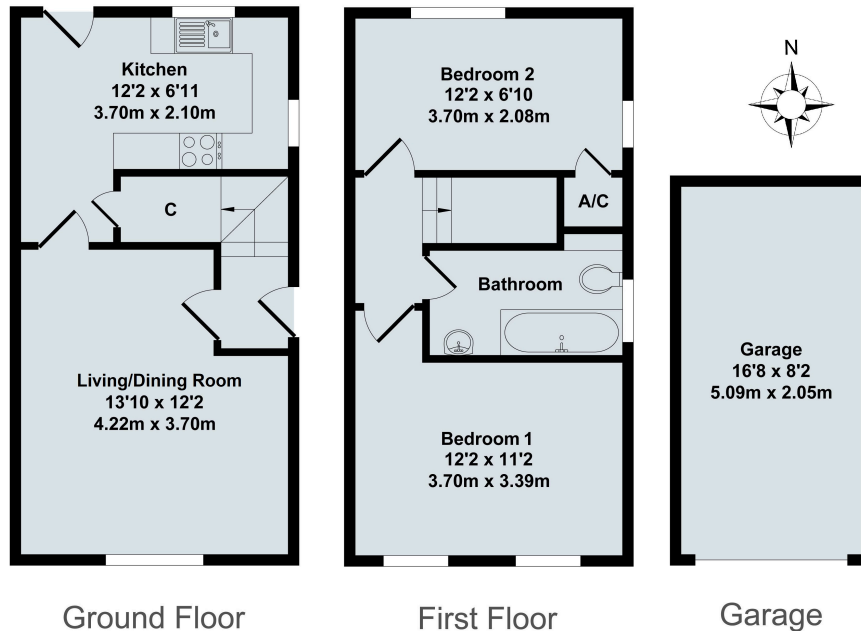 Kitchen
12'2 x 6'11
3.70m x 2.10m
C
Living/Dining Room
13'10 x 12'2
4.22m x 3.70m
Ground Floor
Bedroom 2
12'2 x 6'10
3.70m x 2.08m
A/C
Bathroom
Bedroom 1
12'2 x 11'2
3.70m x 3.39m
First Floor
N
Garage
16'8 x 8'2
5.09m x 2.05m
Garage